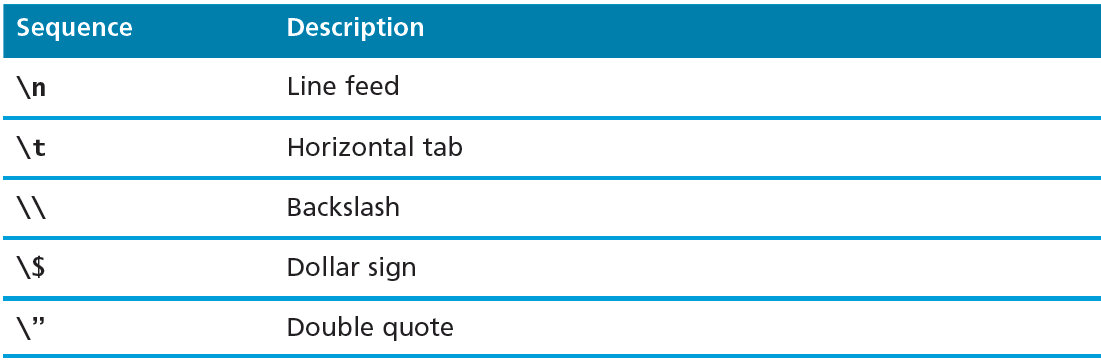 Sequence Description
\n Line feed
\t Horizontal tab
\\ Backslash
\$ Dollar sign
\” Double quote